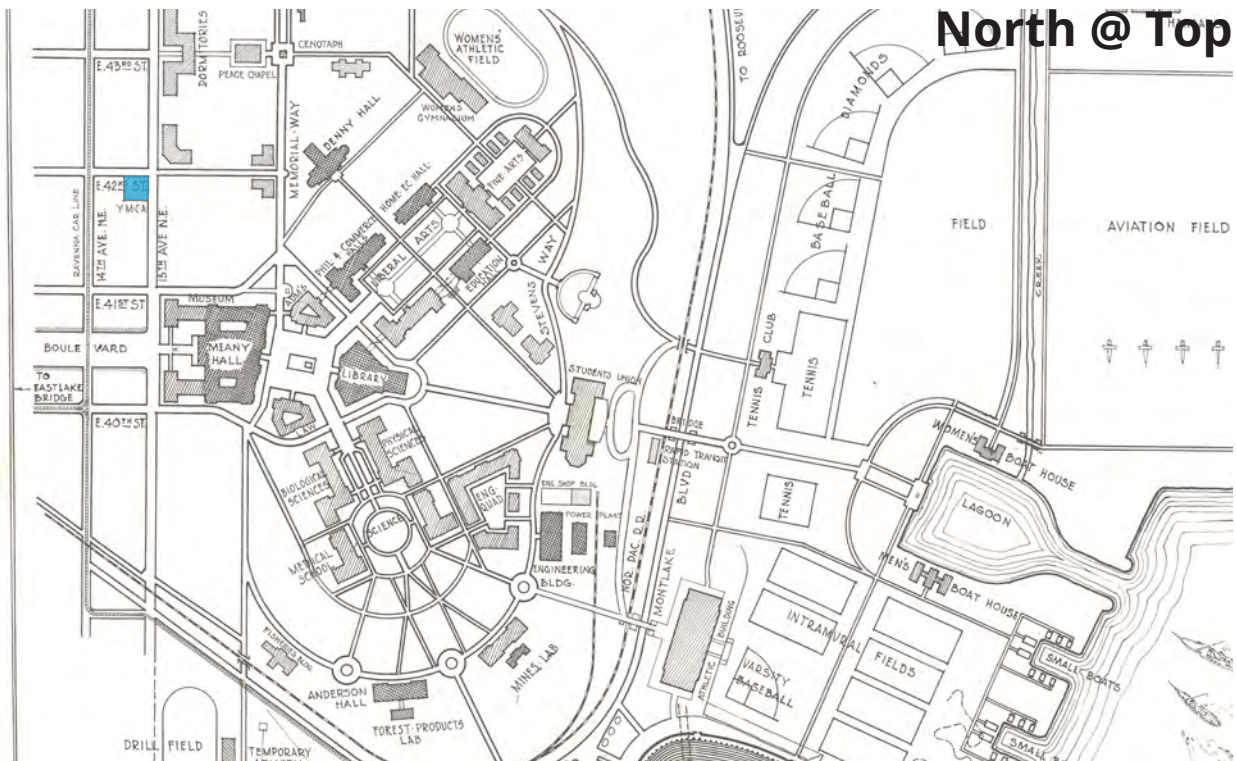 North @ Top
DORMITORIES
CENOTAPH
E.43RD ST.
PEACE CHAPEL
MEMORIAL-WAY
DENNY HALL
WOMENS'
ATHLETIC
FIELD
WOMENS
GYMNASIUM
TO ROOSEV
DIAMONDS
BASEBALL
FIELD
AVIATION FIELD
CREEK
RAVENNA CAR LINE
E.42ND ST.
YMCA
14TH AVE. N.E.
15TH AVE N.E.
HOME-EC HALL
FINE ARTS
PHIL & COMMERCE
HALLS
LIBERAL
ARTS
EDUCATION
HALL
STEVENS
WAY
E.41ST ST.
MUSEUM
MEANY
HALL
BOULEVARD
TO
EASTLAKE
BRIDGE
E.40TH ST.
LIBRARY
LAW
STUDENTS UNION
TENNIS
CLUB
TENNIS
BRIDGE
RAPID TRANSIT
STATION
BLVD
MONTLAKE
NOR. PAC. R.R.
TENNIS
WOMEN'S
BOAT HOUSE
LAGOON
MEN'S
BOAT HOUSE
PHYSICAL
SCIENCES
BIOLOGICAL
SCIENCES
SCIENCE
MEDICAL
SCHOOL
ENG.
QUAD.
ENG SHOP BLDG
POWER PLANT
ENGINEERING
BLDG.
FISHERIES BLDG
ANDERSON
HALL
FOREST-PRODUCTS
LAB
MINES-LAB
ATHLETIC
BUILDING
VARSITY
BASEBALL
INTRAMURAL
FIELDS
SMALL BOATS
SMALL B
DRILL FIELD
TEMPORARY